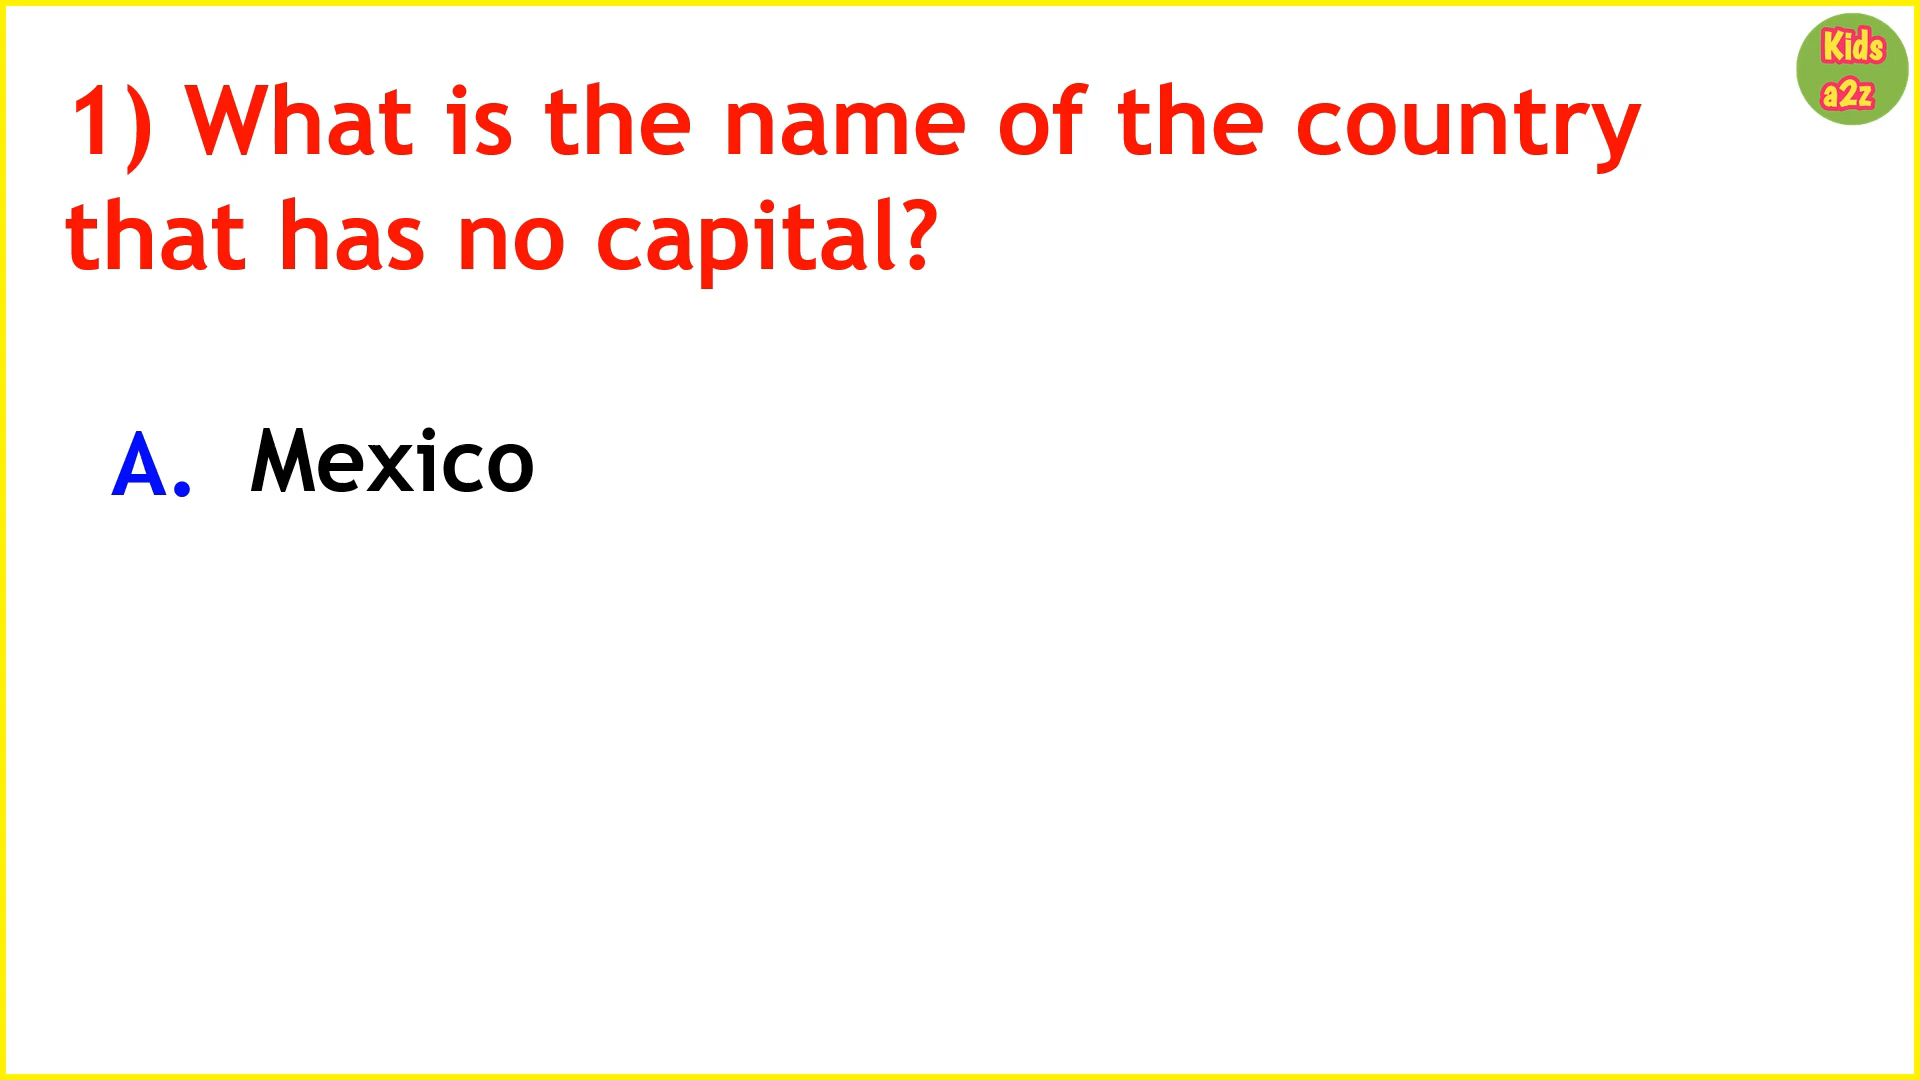 Kids
a2z
1) What is the name of the country
that has no capital?
A. Mexico